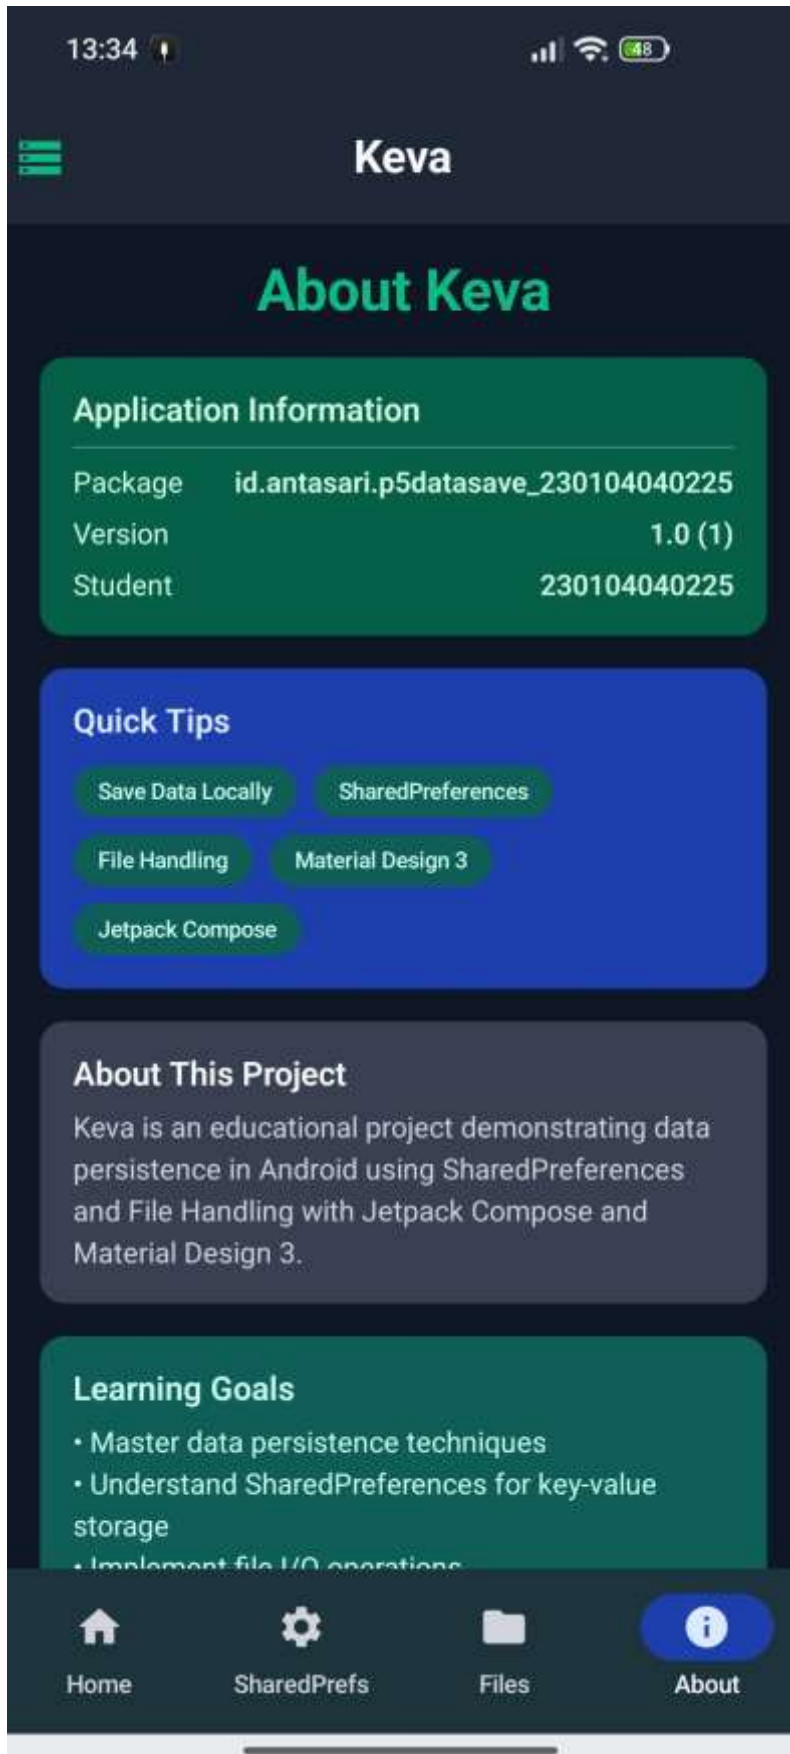 13:34
48
Keva
About Keva
Application Information
Package id.antasari.p5datasave_230104040225
Version 1.0 (1)
Student 230104040225
Quick Tips
Save Data Locally SharedPreferences
File Handling Material Design 3
Jetpack Compose
About This Project
Keva is an educational project demonstrating data
persistence in Android using SharedPreferences
and File Handling with Jetpack Compose and
Material Design 3.
Learning Goals
• Master data persistence techniques
• Understand SharedPreferences for key-value
storage
• Implement file I/O operations
Home SharedPrefs Files About